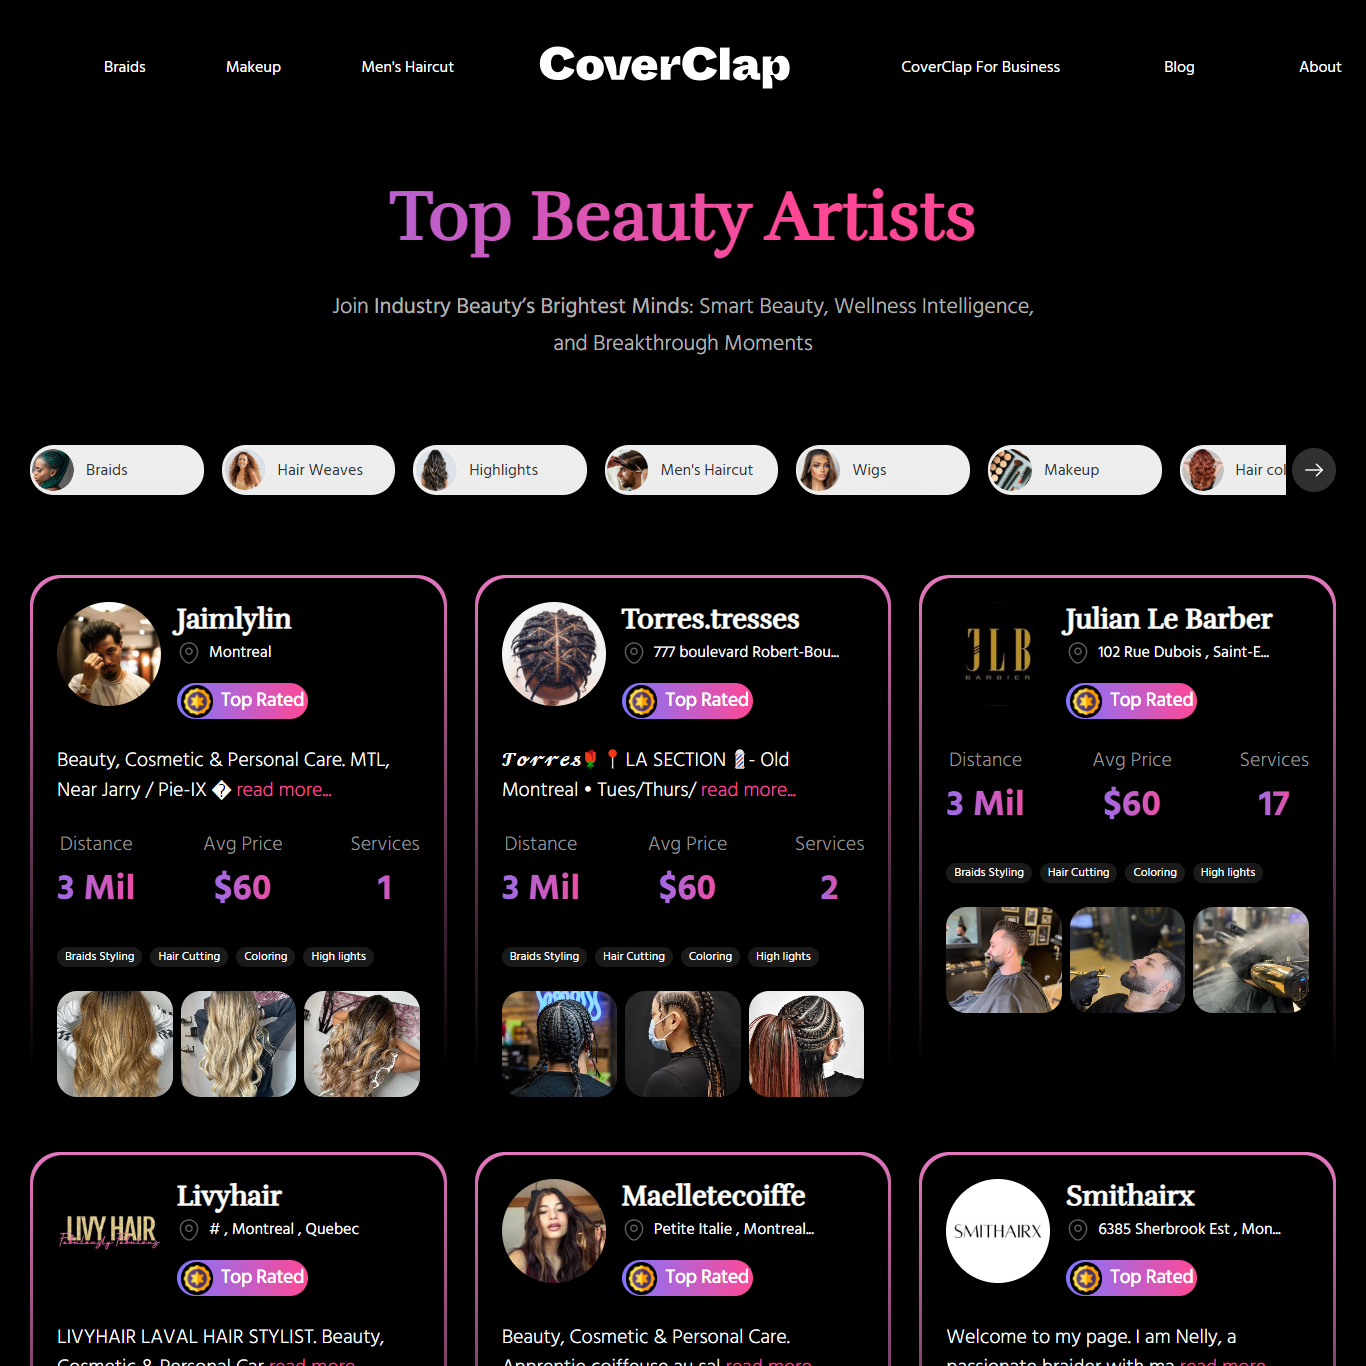 Braids
Makeup
Men's Haircut
CoverClap
CoverClap For Business
Blog
About
Top Beauty Artists
Join Industry Beauty’s Brightest Minds: Smart Beauty, Wellness Intelligence,
and Breakthrough Moments
Braids
Hair Weaves
Highlights
Men's Haircut
Wigs
Makeup
Hair col
Jaimlylin
Montreal
Top Rated
Beauty, Cosmetic & Personal Care. MTL,
Near Jarry / Pie-IX � read more...
Distance
Avg Price
Services
3 Mil
$60
1
Braids Styling
Hair Cutting
Coloring
High lights
Torres.tresses
777 boulevard Robert-Bou...
Top Rated
𝓣𝓸𝓻𝓻𝓮𝓼🌹📍LA SECTION 💈- Old
Montreal • Tues/Thurs/ read more...
Distance
Avg Price
Services
3 Mil
$60
2
Braids Styling
Hair Cutting
Coloring
High lights
JLB
BARBIER
Julian Le Barber
102 Rue Dubois , Saint-E...
Top Rated
Distance
Avg Price
Services
3 Mil
$60
17
Braids Styling
Hair Cutting
Coloring
High lights
LIVY HAIR
Fabulously Fabulous
Livyhair
# , Montreal , Quebec
Top Rated
LIVYHAIR LAVAL HAIR STYLIST. Beauty,
Cosmetic & Personal Car read more...
Maelletecoiffe
Petite Italie , Montreal...
Top Rated
Beauty, Cosmetic & Personal Care.
Apprentie coiffeuse au sal read more...
SMITHAIRX
Smithairx
6385 Sherbrook Est , Mon...
Top Rated
Welcome to my page. I am Nelly, a
passionate braider with ma read more...